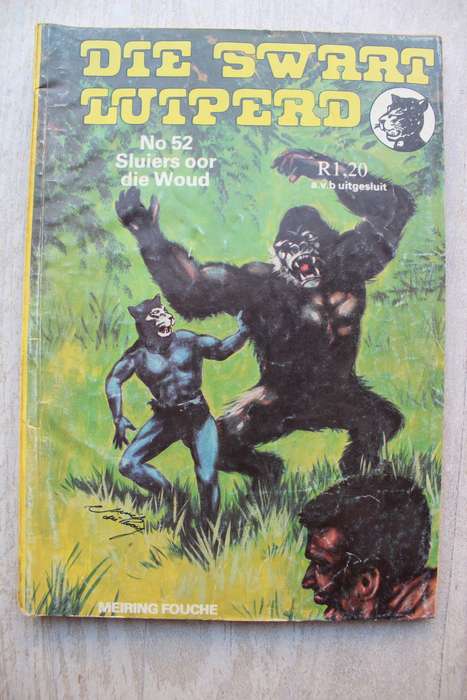 DIE SWART
LUIPERD
No 52
Sluiers oor
die Woud
R1,20
a.v.b uitgesluit
MEIRING FOUCHE